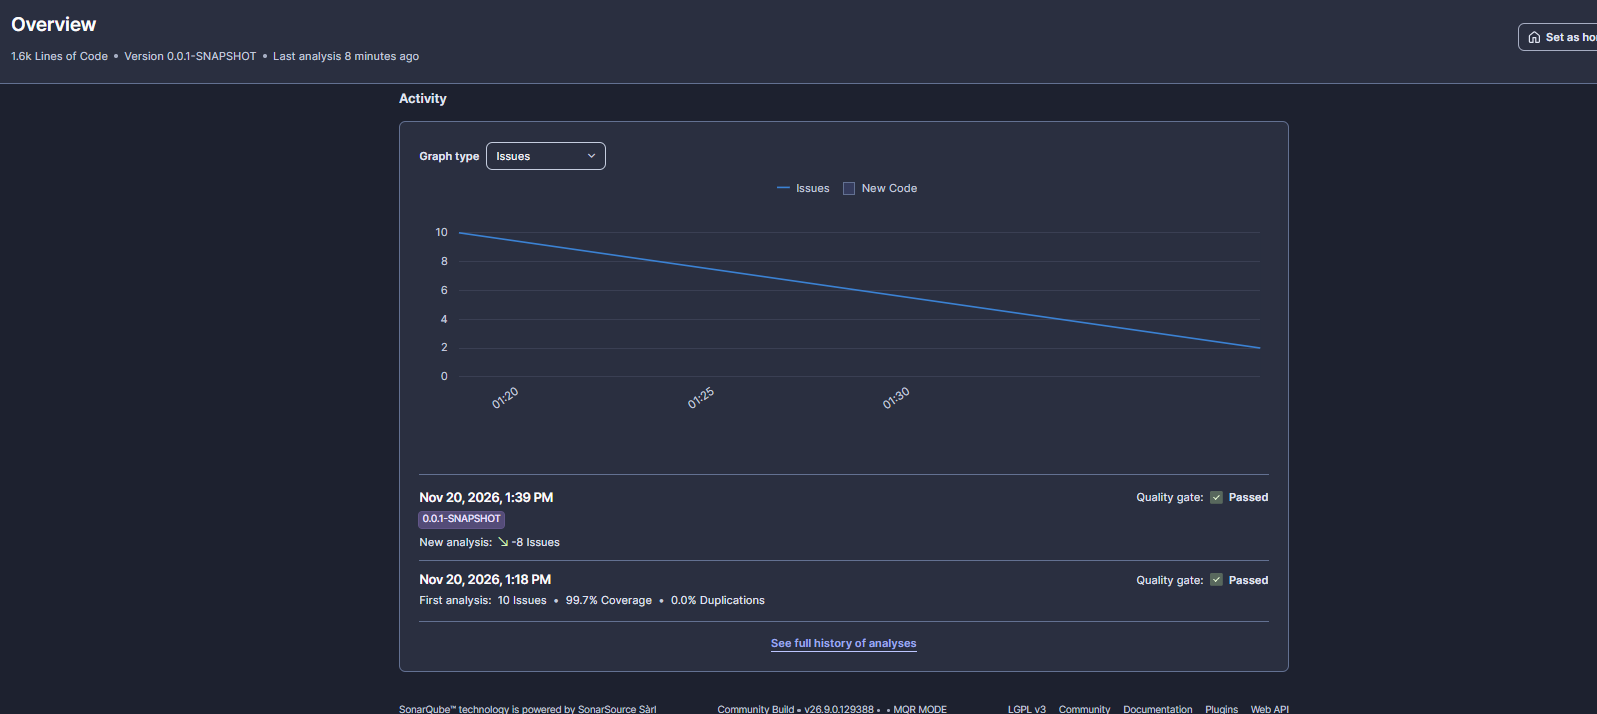 Overview
1.6k Lines of Code • Version 0.0.1-SNAPSHOT • Last analysis 8 minutes ago
Set as ho
Activity
Graph type Issues
Issues New Code
10
8
6
4
2
0
01:20 01:25 01:30
Nov 20, 2026, 1:39 PM Quality gate: Passed
0.0.1-SNAPSHOT
New analysis: -8 Issues
Nov 20, 2026, 1:18 PM Quality gate: Passed
First analysis: 10 Issues • 99.7% Coverage • 0.0% Duplications
See full history of analyses
SonarQube™ technology is powered by SonarSource Sàrl Community Build • v26.9.0.129388 • • MQR MODE LGPL v3 Community Documentation Plugins Web API